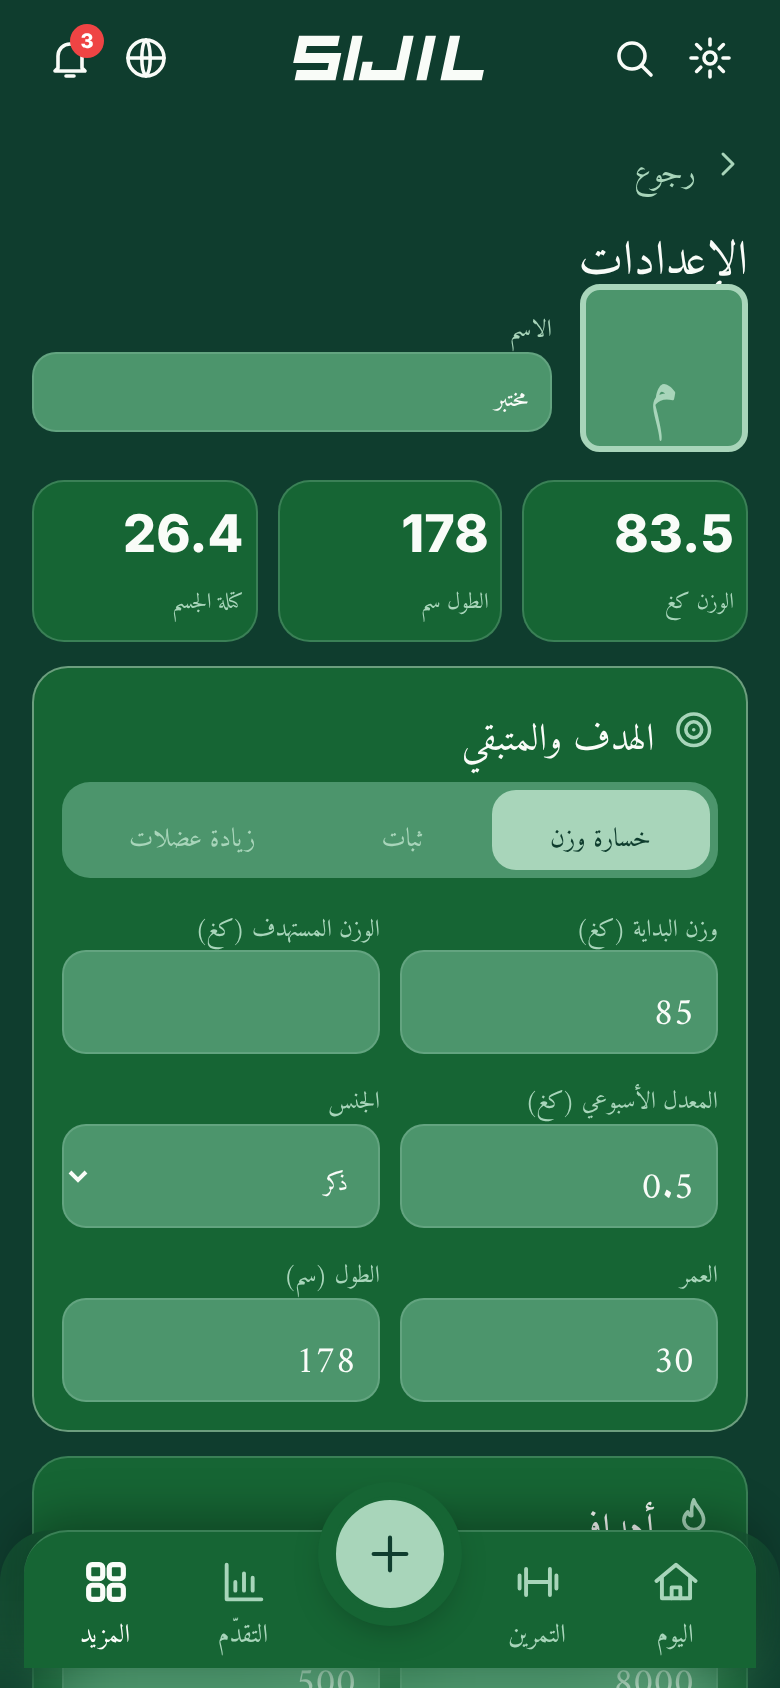 3
SIJIL
رجوع
الإعدادات
م
الاسم
مختبر
83.5
الوزن كغ
178
الطول سم
26.4
كتلة الجسم
الهدف والمتبقي
خسارة وزن
ثبات
زيادة عضلات
وزن البداية (كغ)
85
الوزن المستهدف (كغ)
المعدل الأسبوعي (كغ)
0.5
الجنس
ذكر
العمر
30
الطول (سم)
178
اليوم
التمرين
التقدّم
المزيد
8000
500